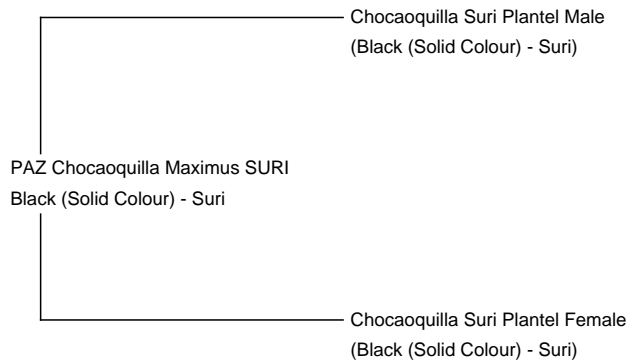 Chocaoquilla Suri Plantel Male
(Black (Solid Colour) - Suri)
PAZ Chocaoquilla Maximus SURI
Black (Solid Colour) - Suri
Chocaoquilla Suri Plantel Female
(Black (Solid Colour) - Suri)